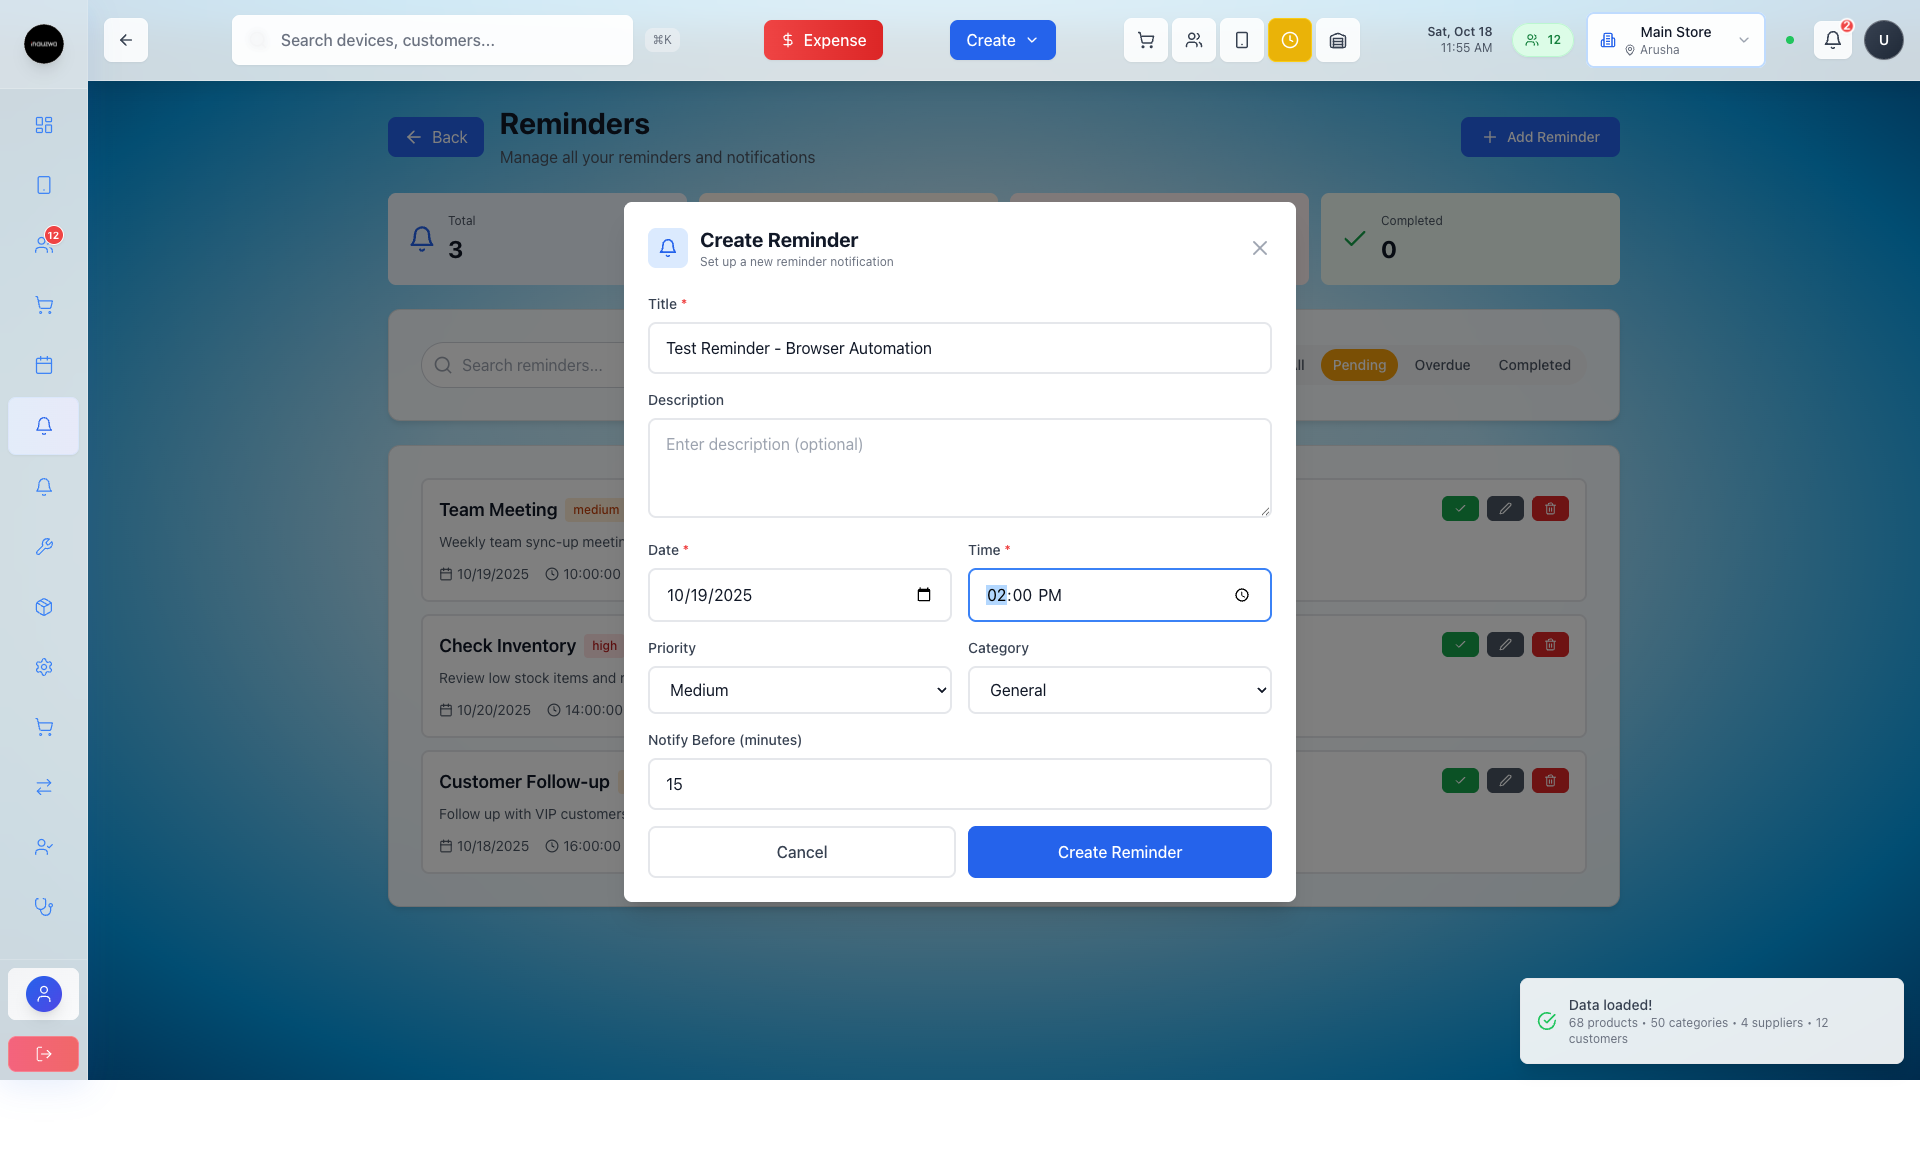 inauzwa
Search devices, customers...
⌘K
Expense
Create
Sat, Oct 18
11:55 AM
12
Main Store
Arusha
2
U
12
Back
Reminders
Manage all your reminders and notifications
Add Reminder
Total
3
Completed
0
Search reminders...
Pending
Overdue
Completed
Team Meeting
medium
10/19/2025
10:00:00
Check Inventory
high
Review low stock items and
10/20/2025
14:00:00
Customer Follow-up
Follow up with VIP customers
10/18/2025
16:00:00
Create Reminder
Set up a new reminder notification
Title *
Test Reminder - Browser Automation
Description
Enter description (optional)
Date *
Time *
10/19/2025
02:00 PM
Priority
Category
Medium
General
Notify Before (minutes)
15
Cancel
Create Reminder
Data loaded!
68 products • 50 categories • 4 suppliers • 12
customers